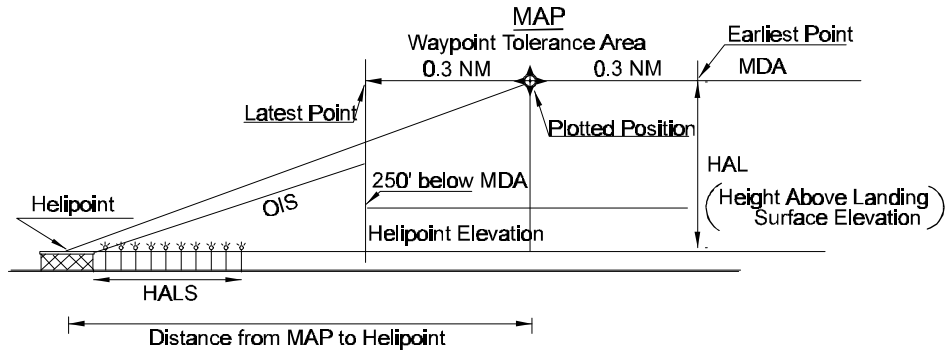 MAP
Waypoint Tolerance Area
Earliest Point
0.3 NM
0.3 NM
MDA
Latest Point
Plotted Position
HAL
(Height Above Landing
Surface Elevation)
250' below MDA
Helipoint
OIS
Helipoint Elevation
HALS
Distance from MAP to Helipoint